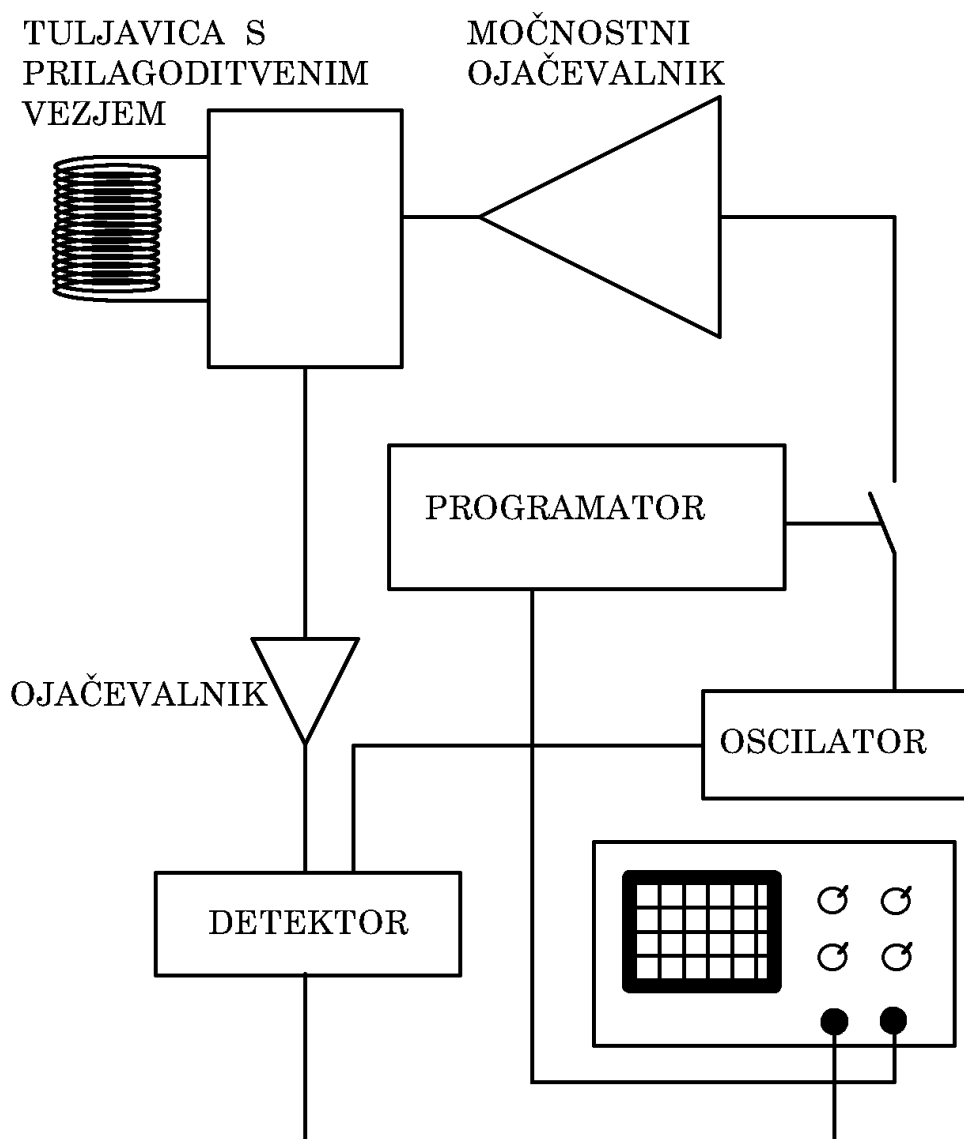 TULJAVICA S
PRILAGODITVENIM
VEZJEM
MOČNOSTNI
OJAČEVALNIK
PROGRAMATOR
OJAČEVALNIK
OSCILATOR
DETEKTOR